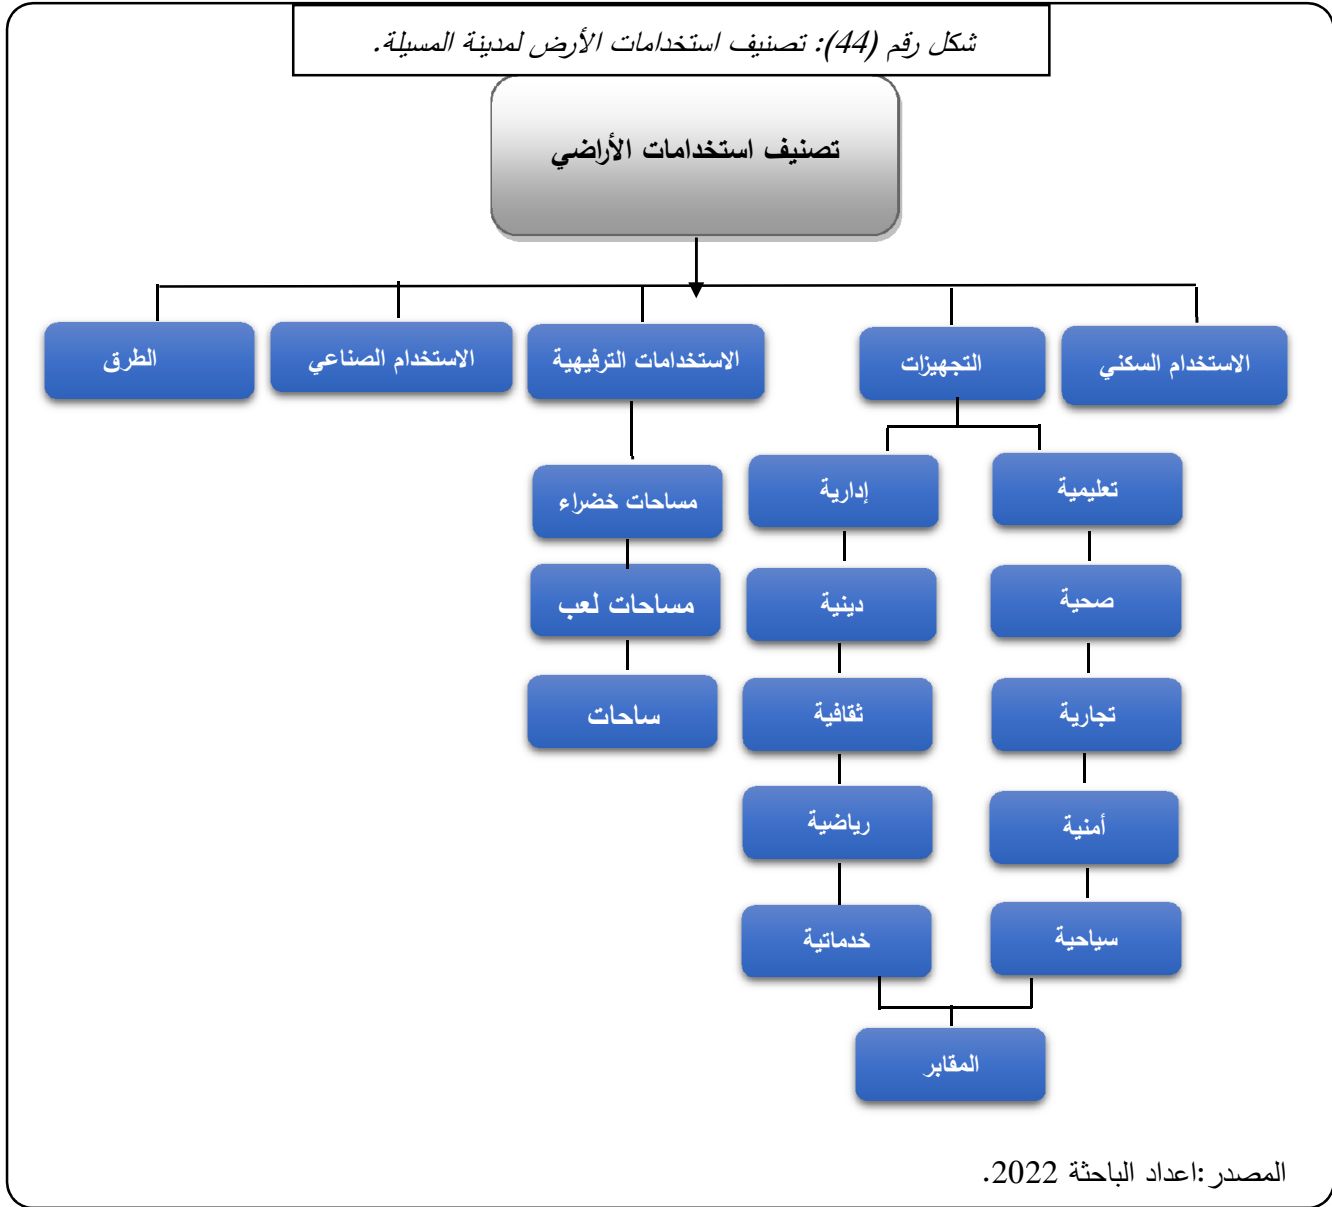 شكل رقم (44): تصنيف استخدامات الأرض لمدينة المسيلة.
تصنيف استخدامات الأراضي
الاستخدام السكني
التجهيزات
الاستخدامات الترفيهية
الاستخدام الصناعي
الطرق
تعليمية
إدارية
مساحات خضراء
صحية
دينية
مساحات لعب
تجارية
ثقافية
ساحات
أمنية
رياضية
سياحية
خدماتية
المقابر
المصدر:اعداد الباحثة 2022.